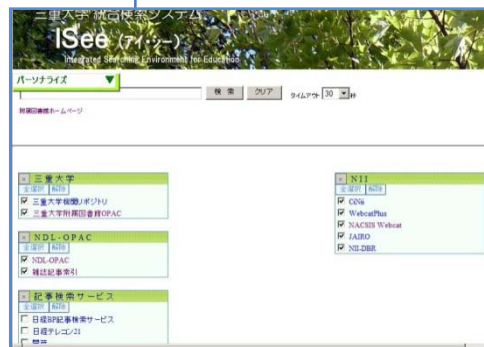 三重大学 統合検索システム
ISee (アイ・シー)
Integrated Searching Environment for Education
パーソナライズ ▼
検 索 クリア タイムアウト 30 秒
附属図書館ホームページ
三重大学
全選択 解除
三重大学機関リポジトリ
三重大学附属図書館OPAC
NDL-OPAC
全選択 解除
NDL-OPAC
雑誌記事索引
記事検索サービス
全選択 解除
日経BP記事検索サービス
日経テレコン21
NII
全選択 解除
CiNii
WebcatPlus
NACSIS Webcat
JAIRO
NII-DBR